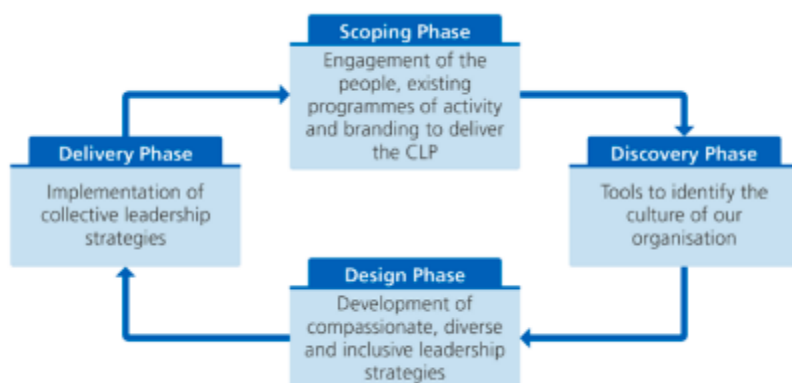 Scoping Phase
Engagement of the
people, existing
programmes of activity
and branding to deliver
the CLP
Delivery Phase
Implementation of
collective leadership
strategies
Discovery Phase
Tools to identify the
culture of our
organisation
Design Phase
Development of
compassionate, diverse
and inclusive leadership
strategies